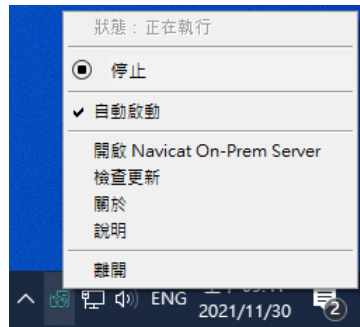 狀態：正在執行
停止
自動啟動
開啟 Navicat On-Prem Server
檢查更新
關於
說明
離開
ENG
2021/11/30
2